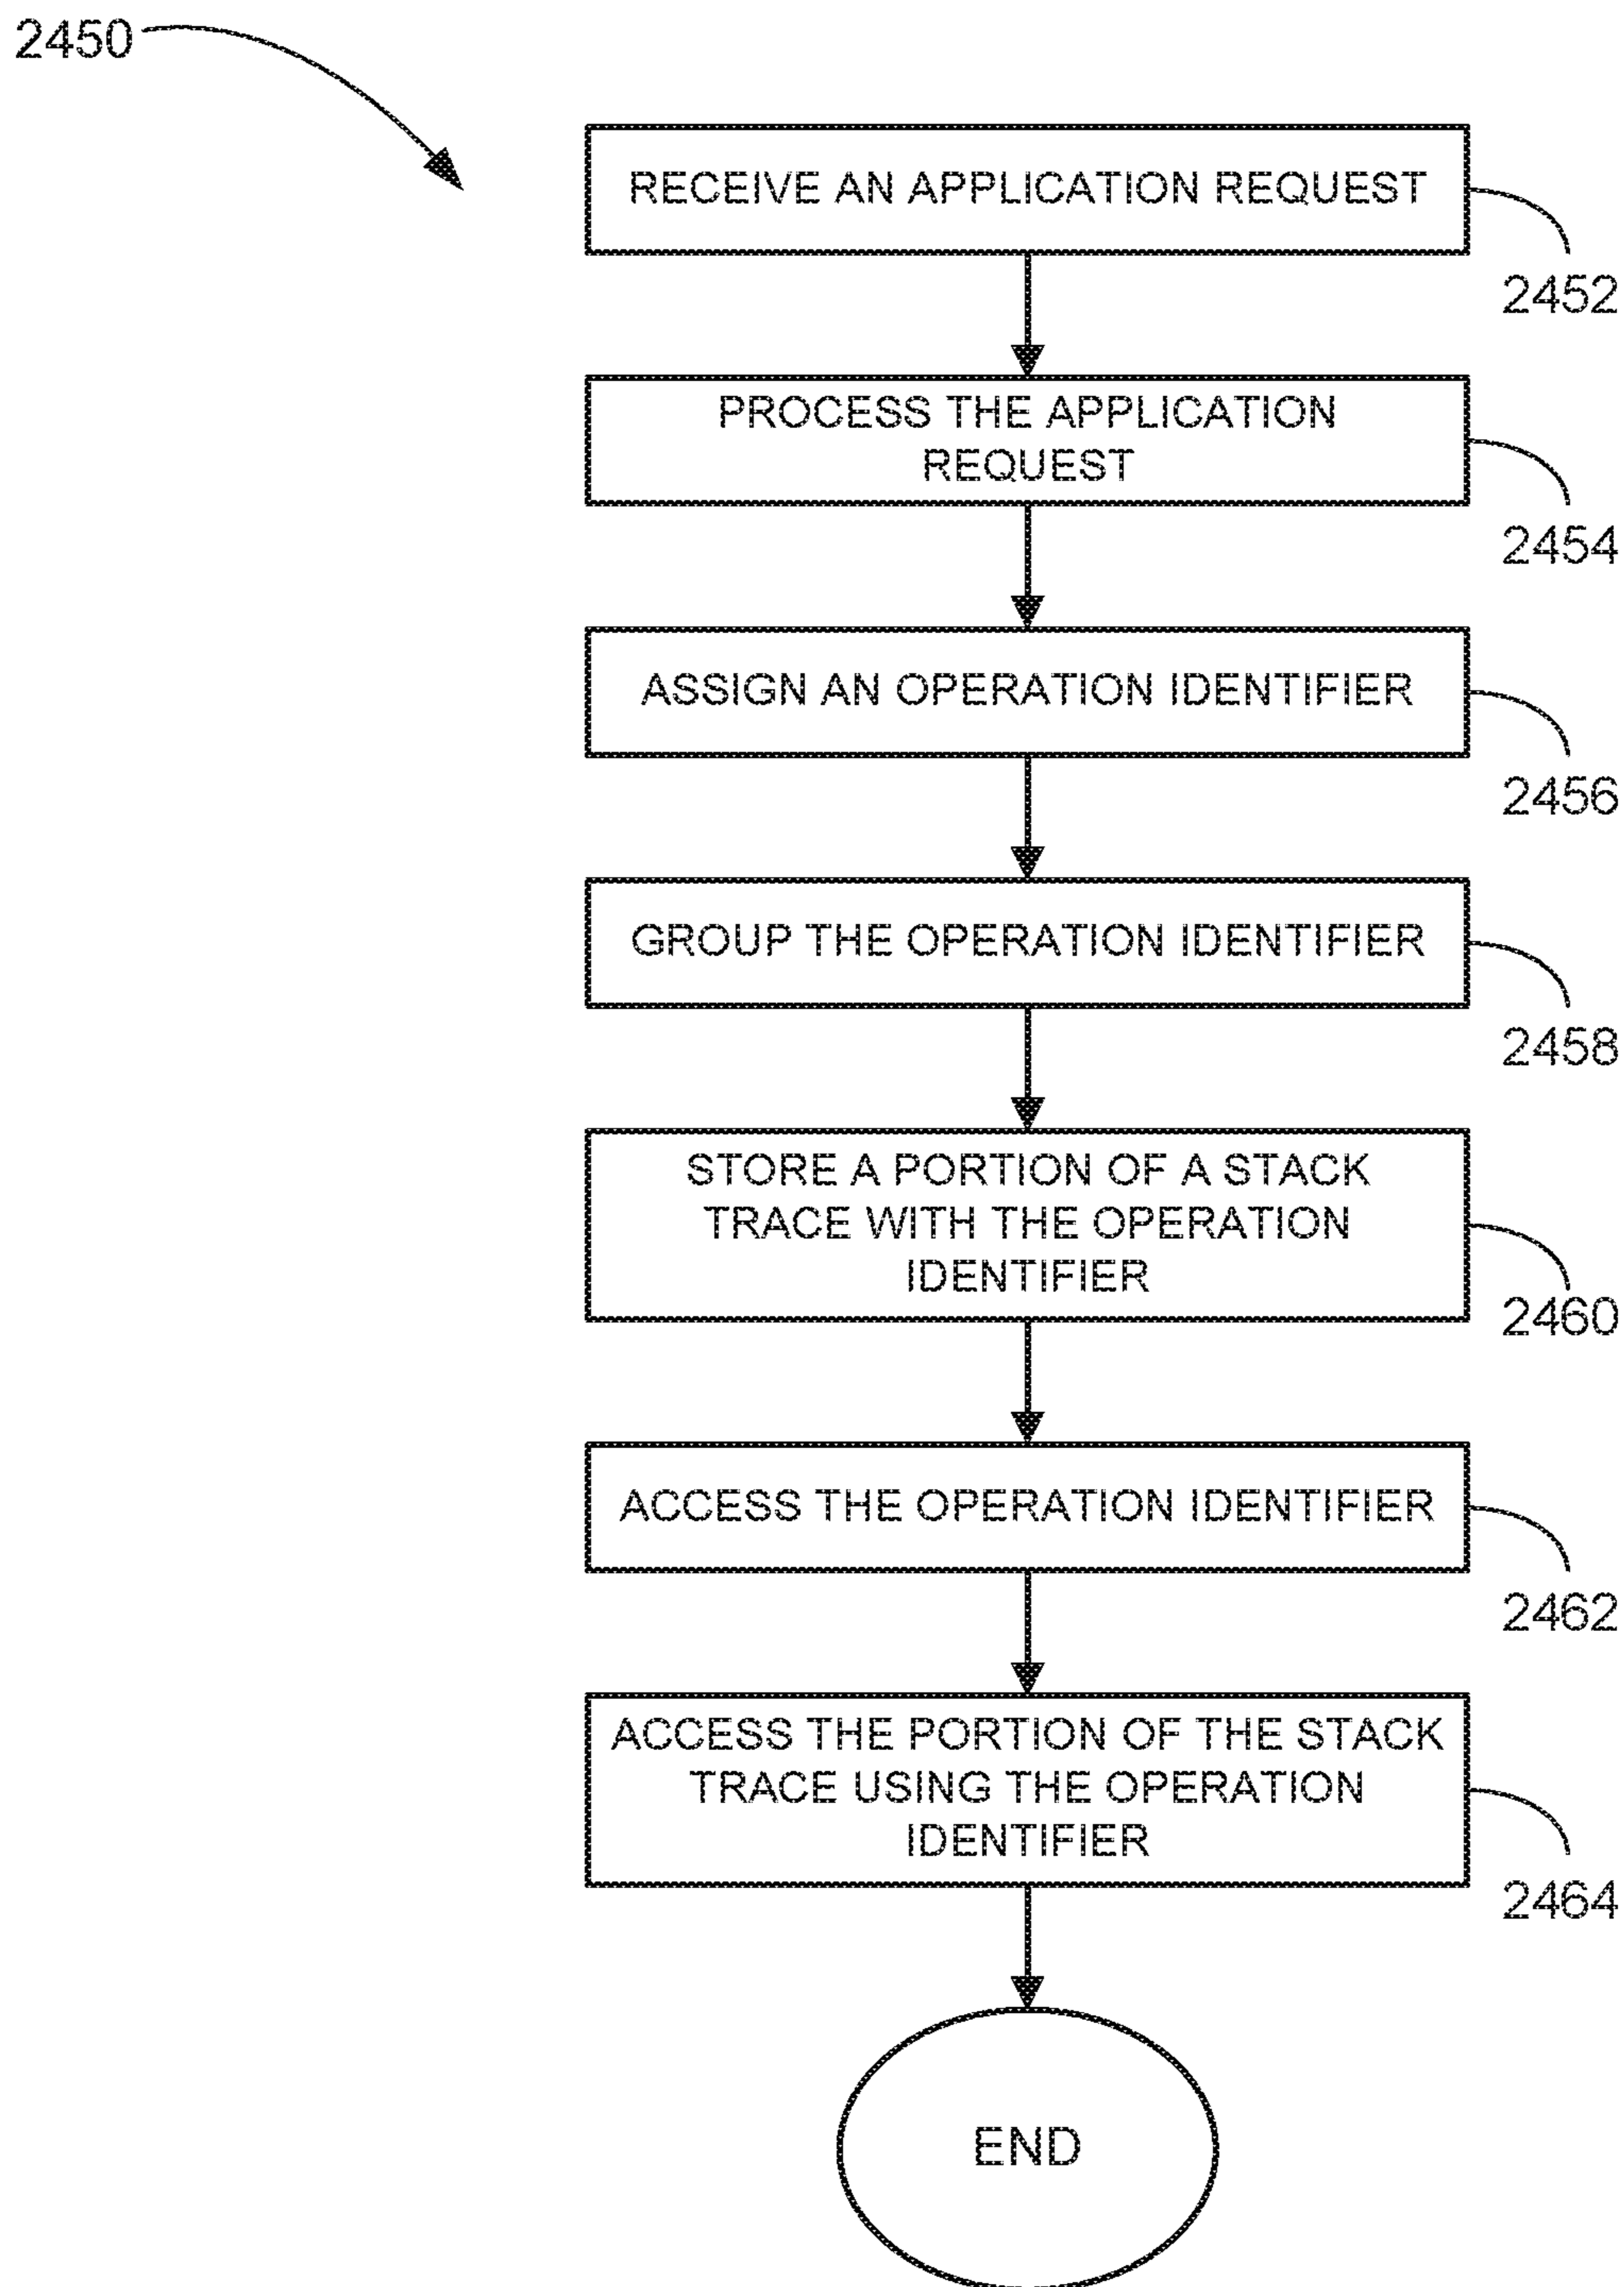 2450
RECEIVE AN APPLICATION REQUEST
2452
PROCESS THE APPLICATION
REQUEST
2454
ASSIGN AN OPERATION IDENTIFIER
2456
GROUP THE OPERATION IDENTIFIER
2458
STORE A PORTION OF A STACK
TRACE WITH THE OPERATION
IDENTIFIER
2460
ACCESS THE OPERATION IDENTIFIER
2462
ACCESS THE PORTION OF THE STACK
TRACE USING THE OPERATION
IDENTIFIER
2464
END